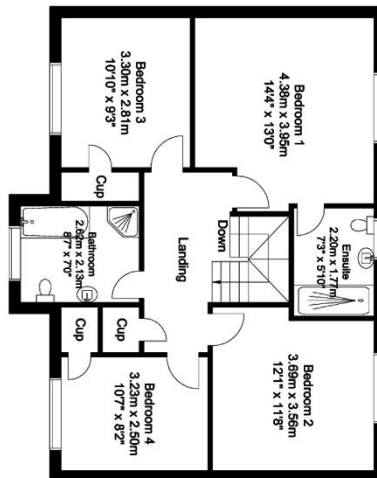 Bedroom 3
3.30m x 2.81m
10'10" x 9'3"
Bedroom 1
4.38m x 3.95m
14'4" x 13'0"
Cup
Bathroom
2.62m x 2.13m
8'7" x 7'0"
Landing
Down
Ensuite
2.20m x 1.77m
7'3" x 5'10"
Cup
Cup
Bedroom 4
3.23m x 2.50m
10'7" x 8'2"
Bedroom 2
3.69m x 3.56m
12'1" x 11'8"